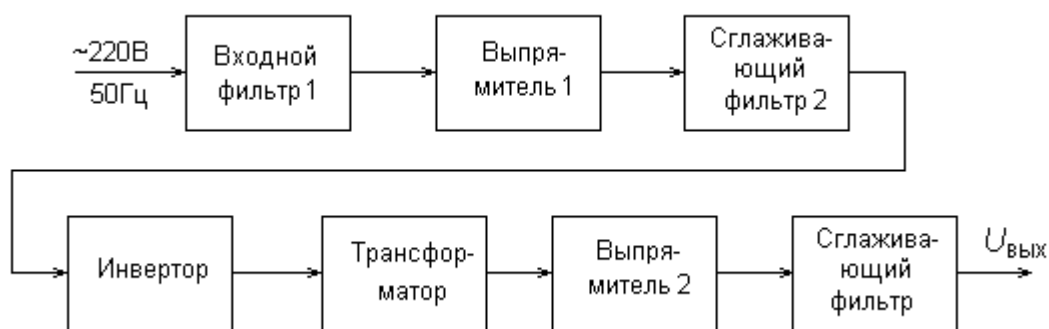 ~220В
50Гц
Входной
фильтр 1
Выпря-
митель 1
Сглажива-
ющий
фильтр 2
Инвертор
Трансфор-
матор
Выпря-
митель 2
Сглажива-
ющий
фильтр
Uвых